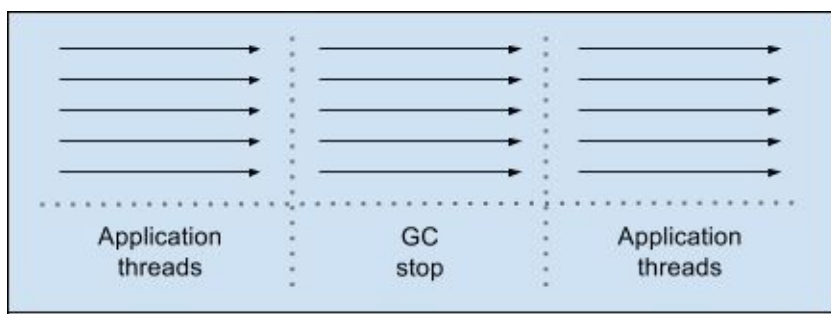 Application
threads
GC
stop
Application
threads